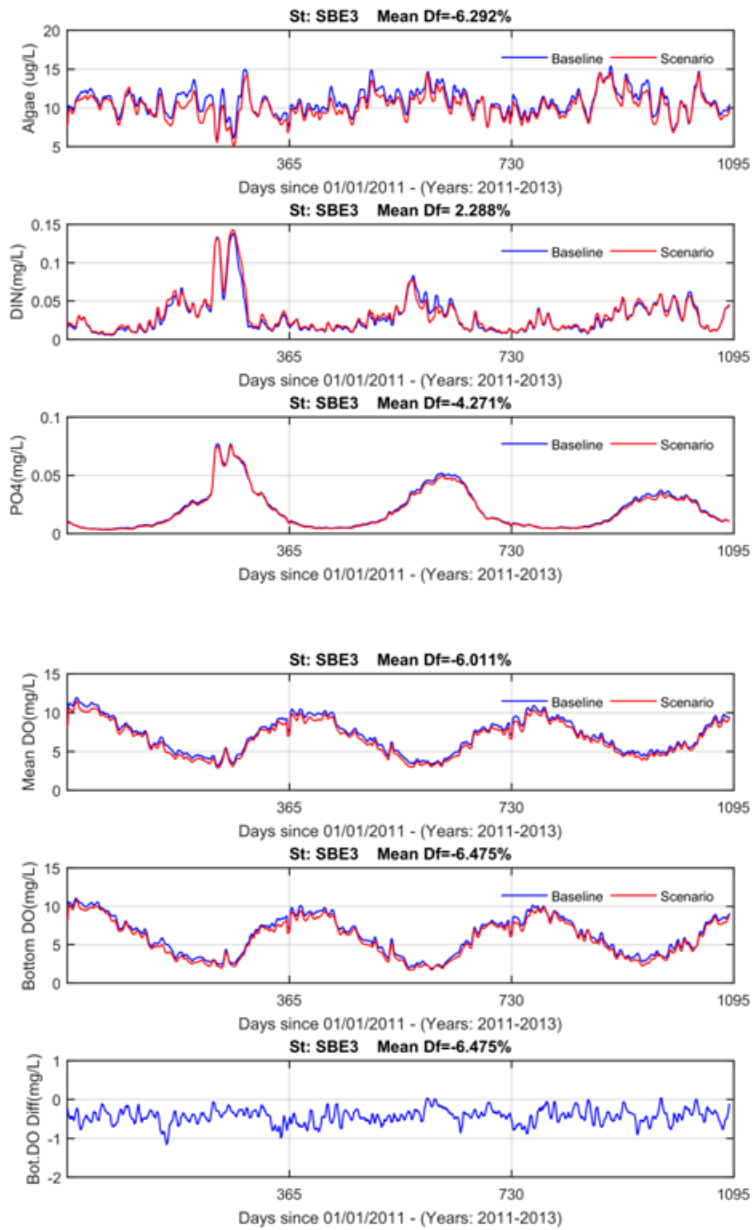 St: SBE3 Mean Df=-6.292%
20
15
10
5
Algae (ug/L)
Baseline Scenario
365 730 1095
Days since 01/01/2011 - (Years: 2011-2013)
St: SBE3 Mean Df= 2.288%
0.15
0.1
0.05
0
DIN(mg/L)
Baseline Scenario
365 730 1095
Days since 01/01/2011 - (Years: 2011-2013)
St: SBE3 Mean Df=-4.271%
0.1
0.05
0
PO4(mg/L)
Baseline Scenario
365 730 1095
Days since 01/01/2011 - (Years: 2011-2013)
St: SBE3 Mean Df=-6.011%
15
10
5
0
Mean DO(mg/L)
Baseline Scenario
365 730 1095
Days since 01/01/2011 - (Years: 2011-2013)
St: SBE3 Mean Df=-6.475%
15
10
5
0
Bottom DO(mg/L)
Baseline Scenario
365 730 1095
Days since 01/01/2011 - (Years: 2011-2013)
St: SBE3 Mean Df=-6.475%
1
0
-1
-2
Bot.DO Diff(mg/L)
365 730 1095
Days since 01/01/2011 - (Years: 2011-2013)